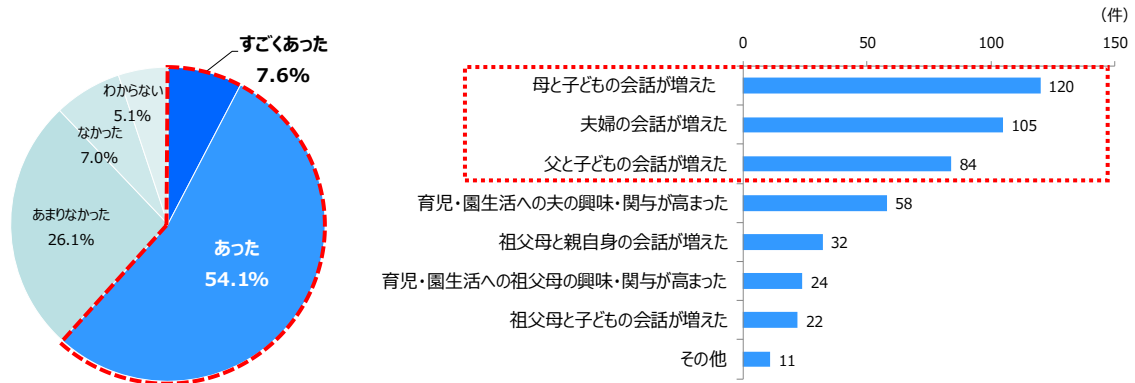 すごくあった
7.6%
わからない
5.1%
なかった
7.0%
あまりなかった
26.1%
あった
54.1%
(件)
0 50 100 150
母と子どもの会話が増えた 120
夫婦の会話が増えた 105
父と子どもの会話が増えた 84
育児・園生活への夫の興味・関与が高まった 58
祖父母と親自身の会話が増えた 32
育児・園生活への祖父母の興味・関与が高まった 24
祖父母と子どもの会話が増えた 22
その他 11